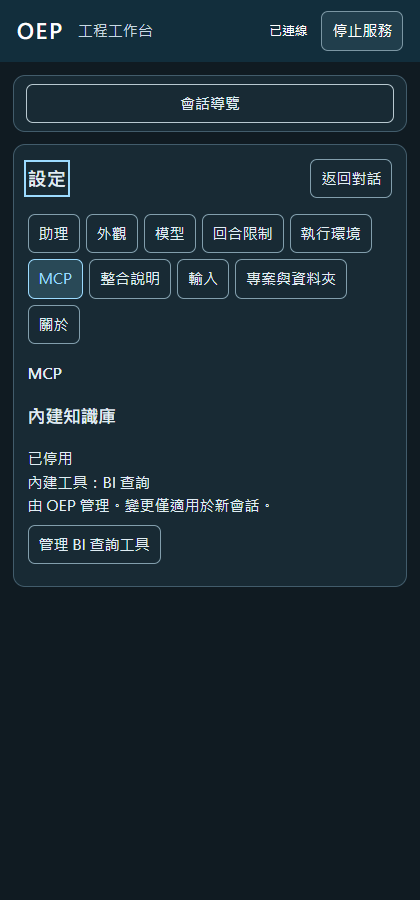 OEP 工程工作台 已連線 停止服務
會話導覽
設定 返回對話
助理 外觀 模型 回合限制 執行環境
MCP 整合說明 輸入 專案與資料夾
關於
MCP
內建知識庫
已停用
內建工具：BI 查詢
由 OEP 管理。變更僅適用於新會話。
管理 BI 查詢工具